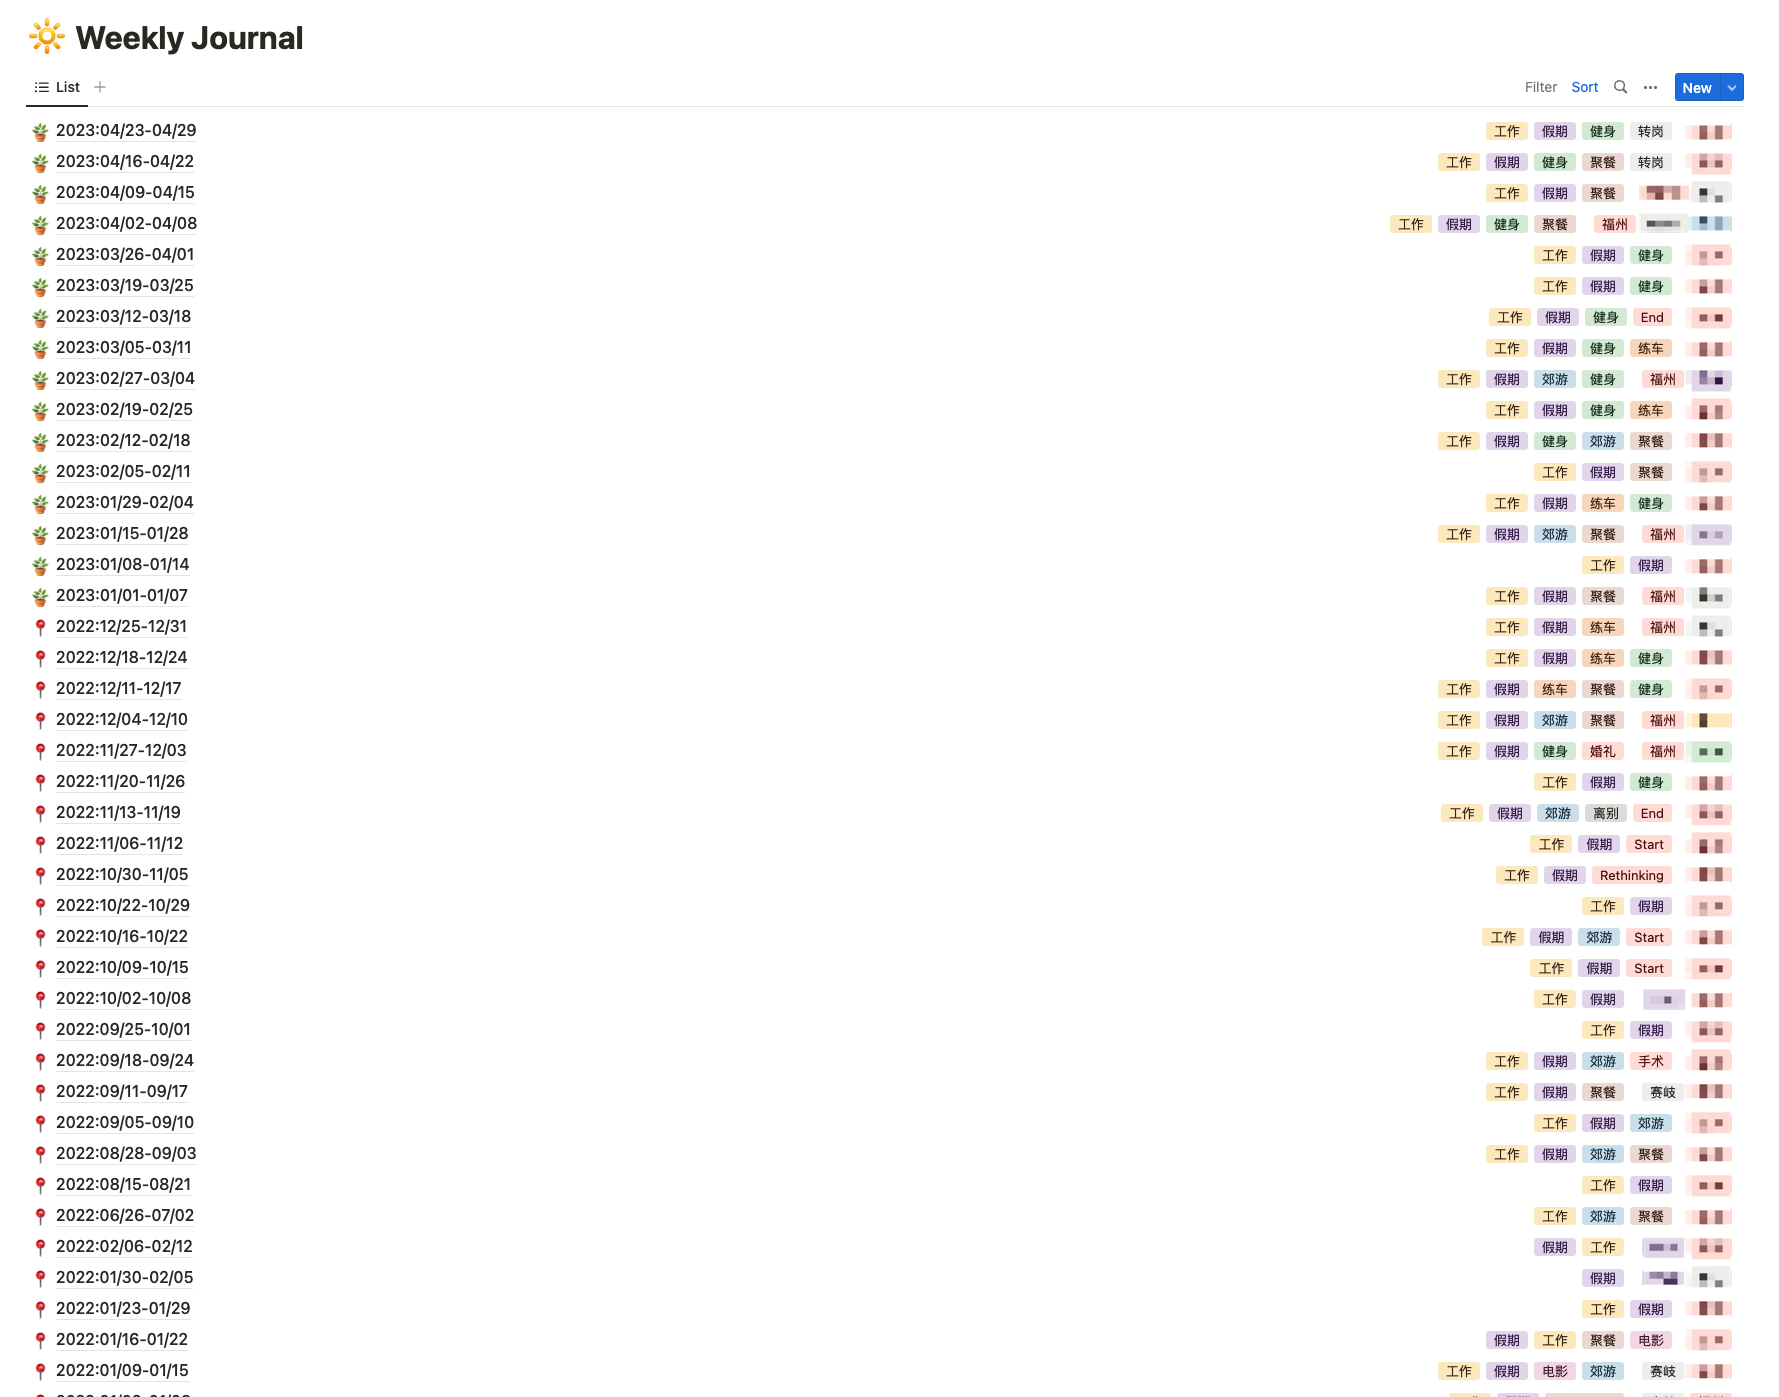 Weekly Journal
List
Filter Sort New
2023:04/23-04/29 工作 假期 健身 转岗
2023:04/16-04/22 工作 假期 健身 聚餐 转岗
2023:04/09-04/15 工作 假期 聚餐
2023:04/02-04/08 工作 假期 健身 聚餐 福州
2023:03/26-04/01 工作 假期 健身
2023:03/19-03/25 工作 假期 健身
2023:03/12-03/18 工作 假期 健身 End
2023:03/05-03/11 工作 假期 健身 练车
2023:02/27-03/04 工作 假期 郊游 健身 福州
2023:02/19-02/25 工作 假期 健身 练车
2023:02/12-02/18 工作 假期 健身 郊游 聚餐
2023:02/05-02/11 工作 假期 聚餐
2023:01/29-02/04 工作 假期 练车 健身
2023:01/15-01/28 工作 假期 郊游 聚餐 福州
2023:01/08-01/14 工作 假期
2023:01/01-01/07 工作 假期 聚餐 福州
2022:12/25-12/31 工作 假期 练车 福州
2022:12/18-12/24 工作 假期 练车 健身
2022:12/11-12/17 工作 假期 练车 聚餐 健身
2022:12/04-12/10 工作 假期 郊游 聚餐 福州
2022:11/27-12/03 工作 假期 健身 婚礼 福州
2022:11/20-11/26 工作 假期 健身
2022:11/13-11/19 工作 假期 郊游 离别 End
2022:11/06-11/12 工作 假期 Start
2022:10/30-11/05 工作 假期 Rethinking
2022:10/22-10/29 工作 假期
2022:10/16-10/22 工作 假期 郊游 Start
2022:10/09-10/15 工作 假期 Start
2022:10/02-10/08 工作 假期
2022:09/25-10/01 工作 假期
2022:09/18-09/24 工作 假期 郊游 手术
2022:09/11-09/17 工作 假期 聚餐 赛岐
2022:09/05-09/10 工作 假期 郊游
2022:08/28-09/03 工作 假期 郊游 聚餐
2022:08/15-08/21 工作 假期
2022:06/26-07/02 工作 郊游 聚餐
2022:02/06-02/12 假期 工作
2022:01/30-02/05 假期
2022:01/23-01/29 工作 假期
2022:01/16-01/22 假期 工作 聚餐 电影
2022:01/09-01/15 工作 假期 电影 郊游 赛岐